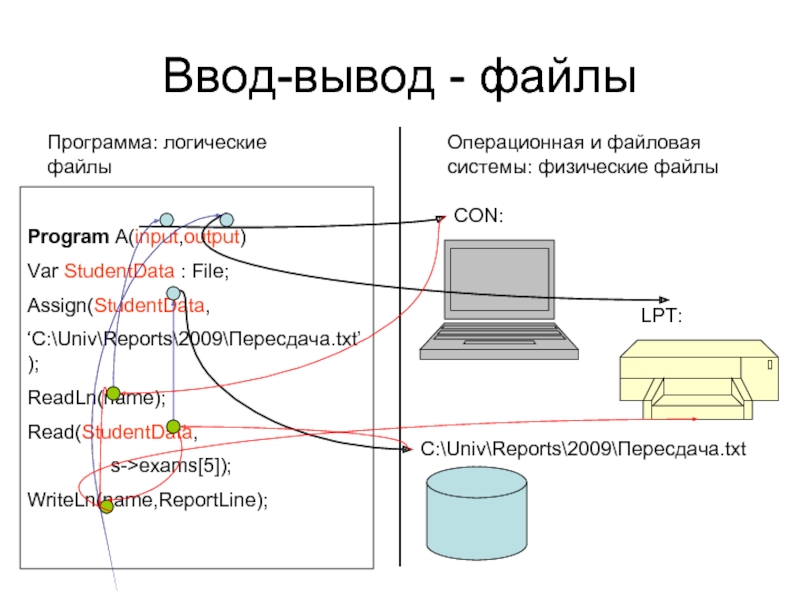 Ввод-вывод - файлы
Программа: логические
файлы
Операционная и файловая
системы: физические файлы
Program A(input,output)
Var StudentData : File;
Assign(StudentData,
‘C:\Univ\Reports\2009\Пересдача.txt’
);
ReadLn(name);
Read(StudentData,
s->exams[5]);
WriteLn(name,ReportLine);
CON:
LPT:
C:\Univ\Reports\2009\Пересдача.txt